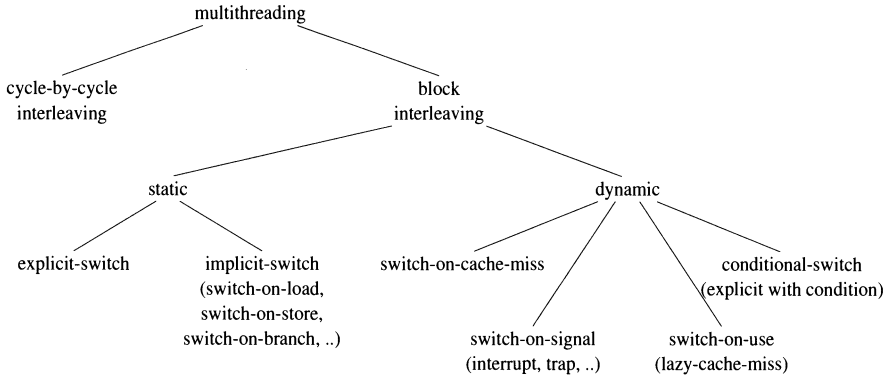 multithreading
cycle-by-cycle
interleaving
block
interleaving
static
dynamic
explicit-switch
implicit-switch
(switch-on-load,
switch-on-store,
switch-on-branch, ..)
switch-on-cache-miss
switch-on-signal
(interrupt, trap, ..)
switch-on-use
(lazy-cache-miss)
conditional-switch
(explicit with condition)